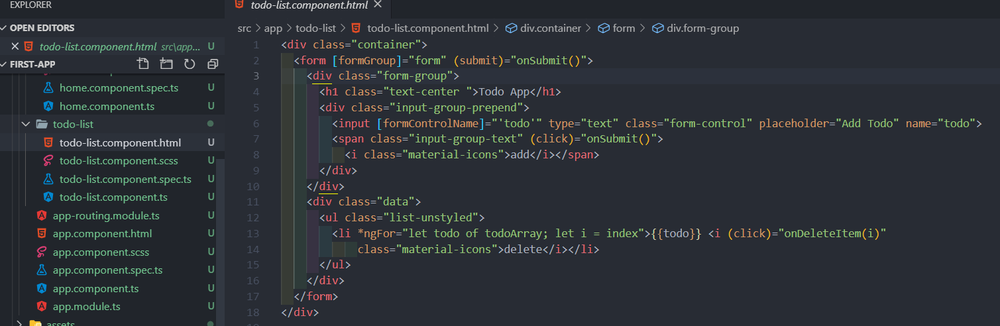 EXPLORER
OPEN EDITORS
todo-list.component.html src\app... U
FIRST-APP
home.component.spec.ts U
home.component.ts U
todo-list
todo-list.component.html U
todo-list.component.scss U
todo-list.component.spec.ts U
todo-list.component.ts U
app-routing.module.ts U
app.component.html U
app.component.scss U
app.component.spec.ts U
app.component.ts U
app.module.ts U
assets
todo-list.component.html
src > app > todo-list > todo-list.component.html > div.container > form > div.form-group
1 <div class="container">
2 <form [formGroup]="form" (submit)="onSubmit()">
3 <div class="form-group">
4 <h1 class="text-center ">Todo App</h1>
5 <div class="input-group-prepend">
6 <input [formControlName]="'todo'" type="text" class="form-control" placeholder="Add Todo" name="todo">
7 <span class="input-group-text" (click)="onSubmit()">
8 <i class="material-icons">add</i></span>
9 </div>
10 </div>
11 <div class="data">
12 <ul class="list-unstyled">
13 <li *ngFor="let todo of todoArray; let i = index">{{todo}} <i (click)="onDeleteItem(i)"
14 class="material-icons">delete</i></li>
15 </ul>
16 </div>
17 </form>
18 </div>